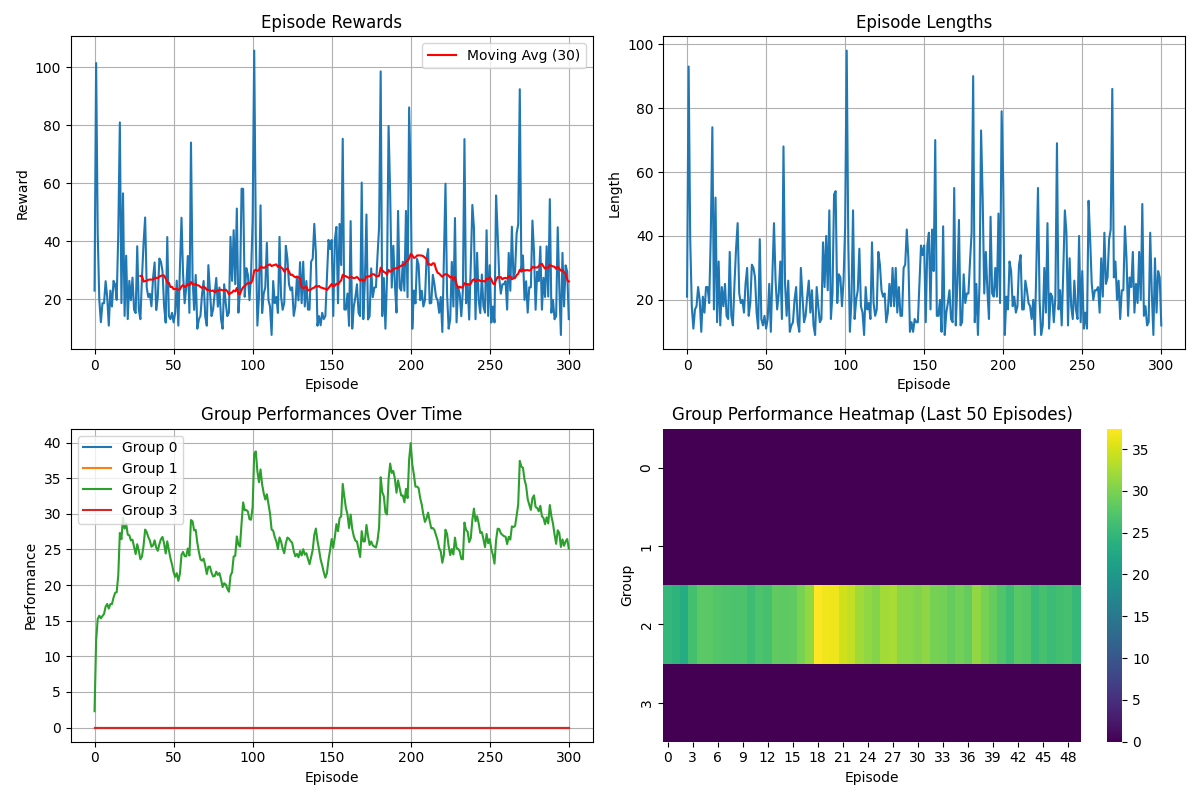 Episode Rewards
Reward
100
80
60
40
20
Moving Avg (30)
0 50 100 150 200 250 300
Episode
Episode Lengths
Length
100
80
60
40
20
0 50 100 150 200 250 300
Episode
Group Performances Over Time
Performance
40
35
30
25
20
15
10
5
0
Group 0
Group 1
Group 2
Group 3
0 50 100 150 200 250 300
Episode
Group Performance Heatmap (Last 50 Episodes)
Group
0
1
2
3
0 3 6 9 12 15 18 21 24 27 30 33 36 39 42 45 48
Episode
35
30
25
20
15
10
5
0